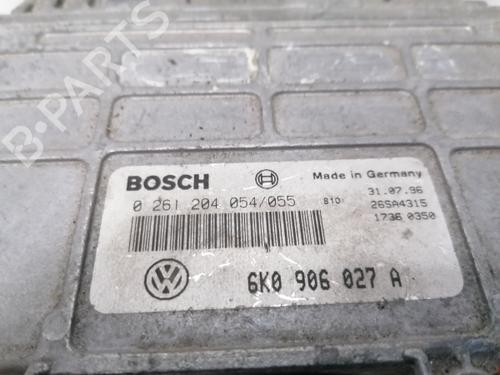 B-PARTS
BOSCH
Made in Germany
0 261 204 054/055
810
31.07.96
26SA4315
1736 0350
6K0 906 027 A